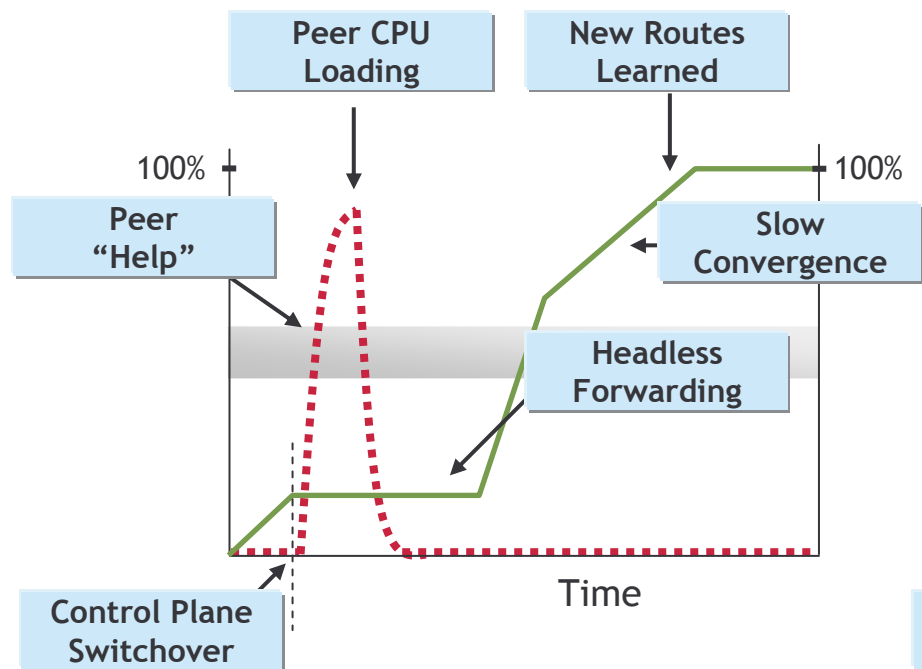 Peer CPU
Loading
New Routes
Learned
100%
100%
Peer
“Help”
Slow
Convergence
Headless
Forwarding
Time
Control Plane
Switchover